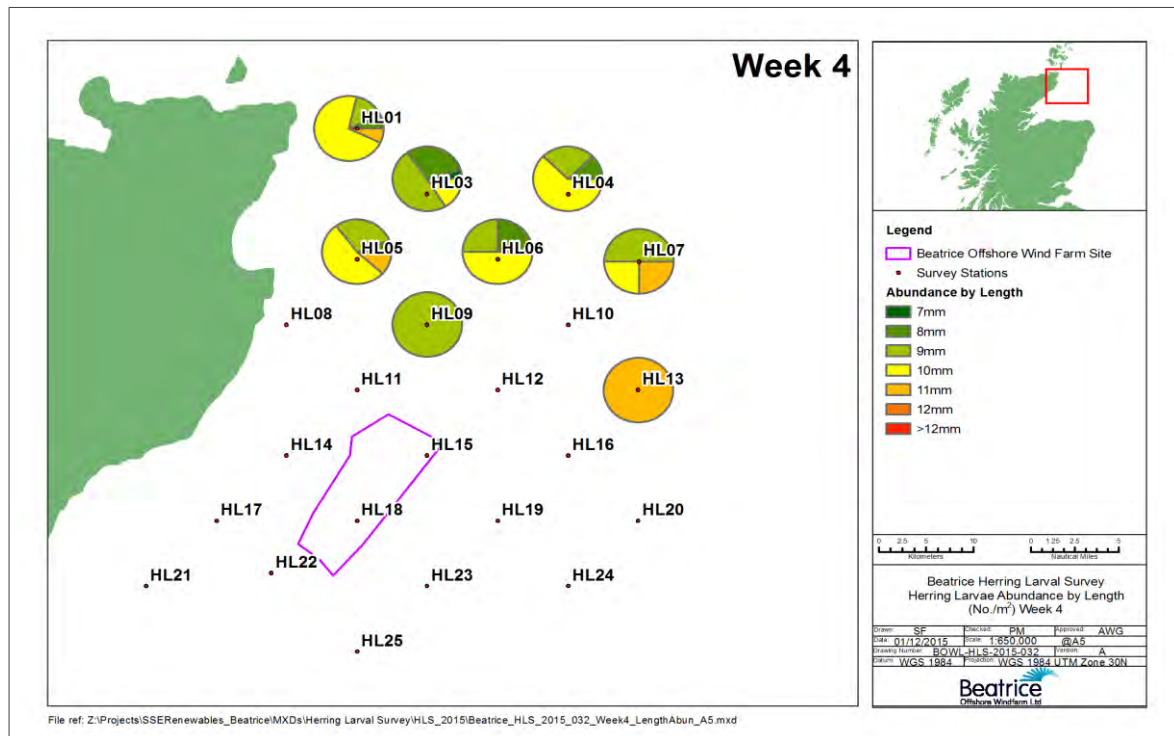 Week 4
HL01
HL03
HL04
HL05
HL06
HL07
HL08
HL09
HL10
HL11
HL12
HL13
HL14
HL15
HL16
HL17
HL18
HL19
HL20
HL21
HL22
HL23
HL24
HL25
Legend
Beatrice Offshore Wind Farm Site
Survey Stations
Abundance by Length
7mm
8mm
9mm
10mm
11mm
12mm
>12mm
0 2.5 5 10
Kilometers
0 1.25 2.5 5
Nautical Miles
Beatrice Herring Larval Survey
Herring Larvae Abundance by Length
(No./m²) Week 4
Drawn: SF Checked: PM Approved: AWG
Date: 01/12/2015 Scale: 1:650,000 @A5
Drawing Number: BOWL-HLS-2015-032 Version: A
Datum: WGS 1984 Projection: WGS 1984 UTM Zone 30N
Beatrice
Offshore Windfarm Ltd
File ref: Z:\Projects\SSERenewables_Beatrice\MXDs\Herring Larval Survey\HLS_2015\Beatrice_HLS_2015_032_Week4_LengthAbun_A5.mxd